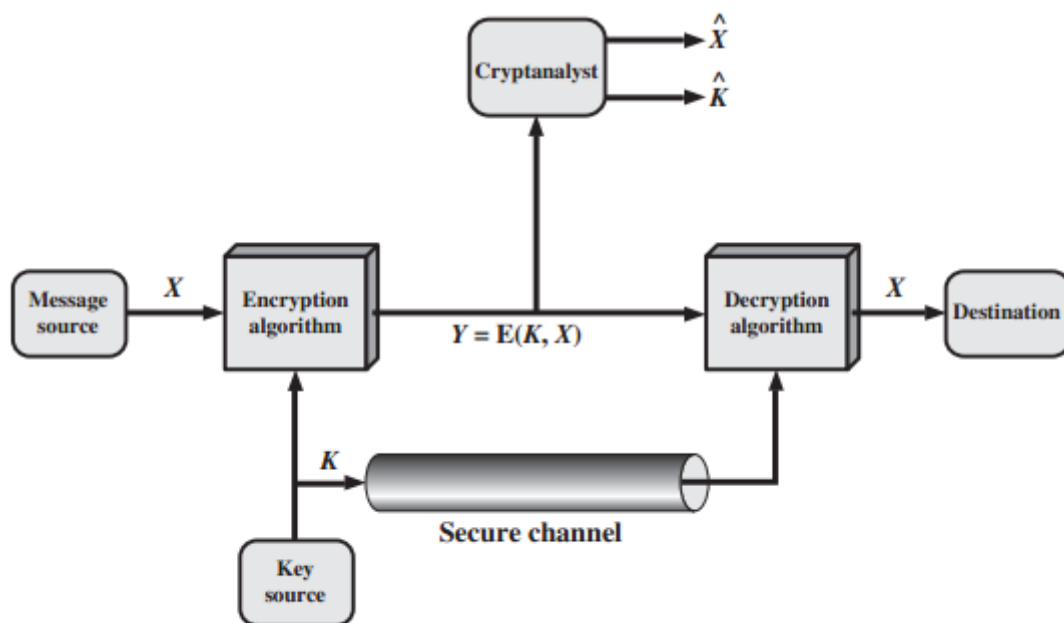 X̂
Cryptanalyst
K̂
X
Message
source
Encryption
algorithm
Decryption
algorithm
X
Destination
Y = E(K, X)
K
Secure channel
Key
source